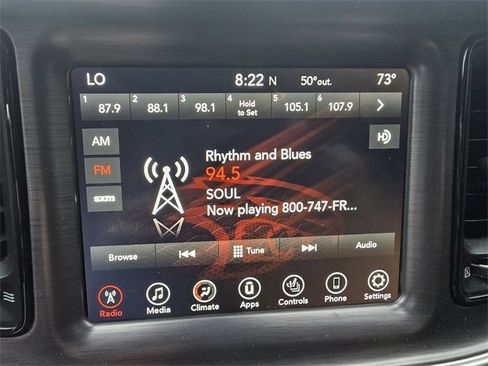 LO 8:22 N 50°out. 73°
1 87.9 2 88.1 3 98.1 4 Hold to Set 5 105.1 6 107.9
AM
FM
sxm
HD
Rhythm and Blues
94.5
SOUL
Now playing 800-747-FR...
Browse Tune Audio
Radio Media Climate Apps Controls Phone Settings